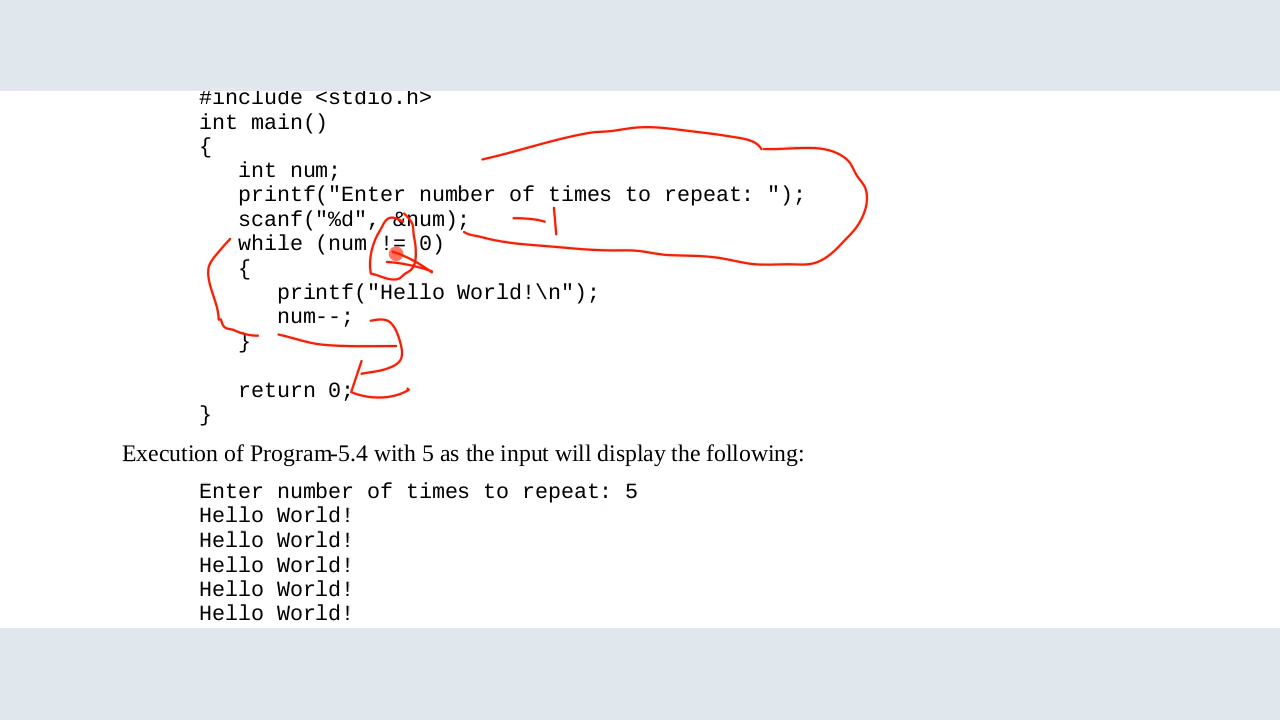 #include <stdio.h>
int main()
{
   int num;
   printf("Enter number of times to repeat: ");
   scanf("%d", &num);   -1
   while (num != 0)
   {
      printf("Hello World!\n");
      num--;
   }
   return 0;
}
Execution of Program-5.4 with 5 as the input will display the following:
Enter number of times to repeat: 5
Hello World!
Hello World!
Hello World!
Hello World!
Hello World!